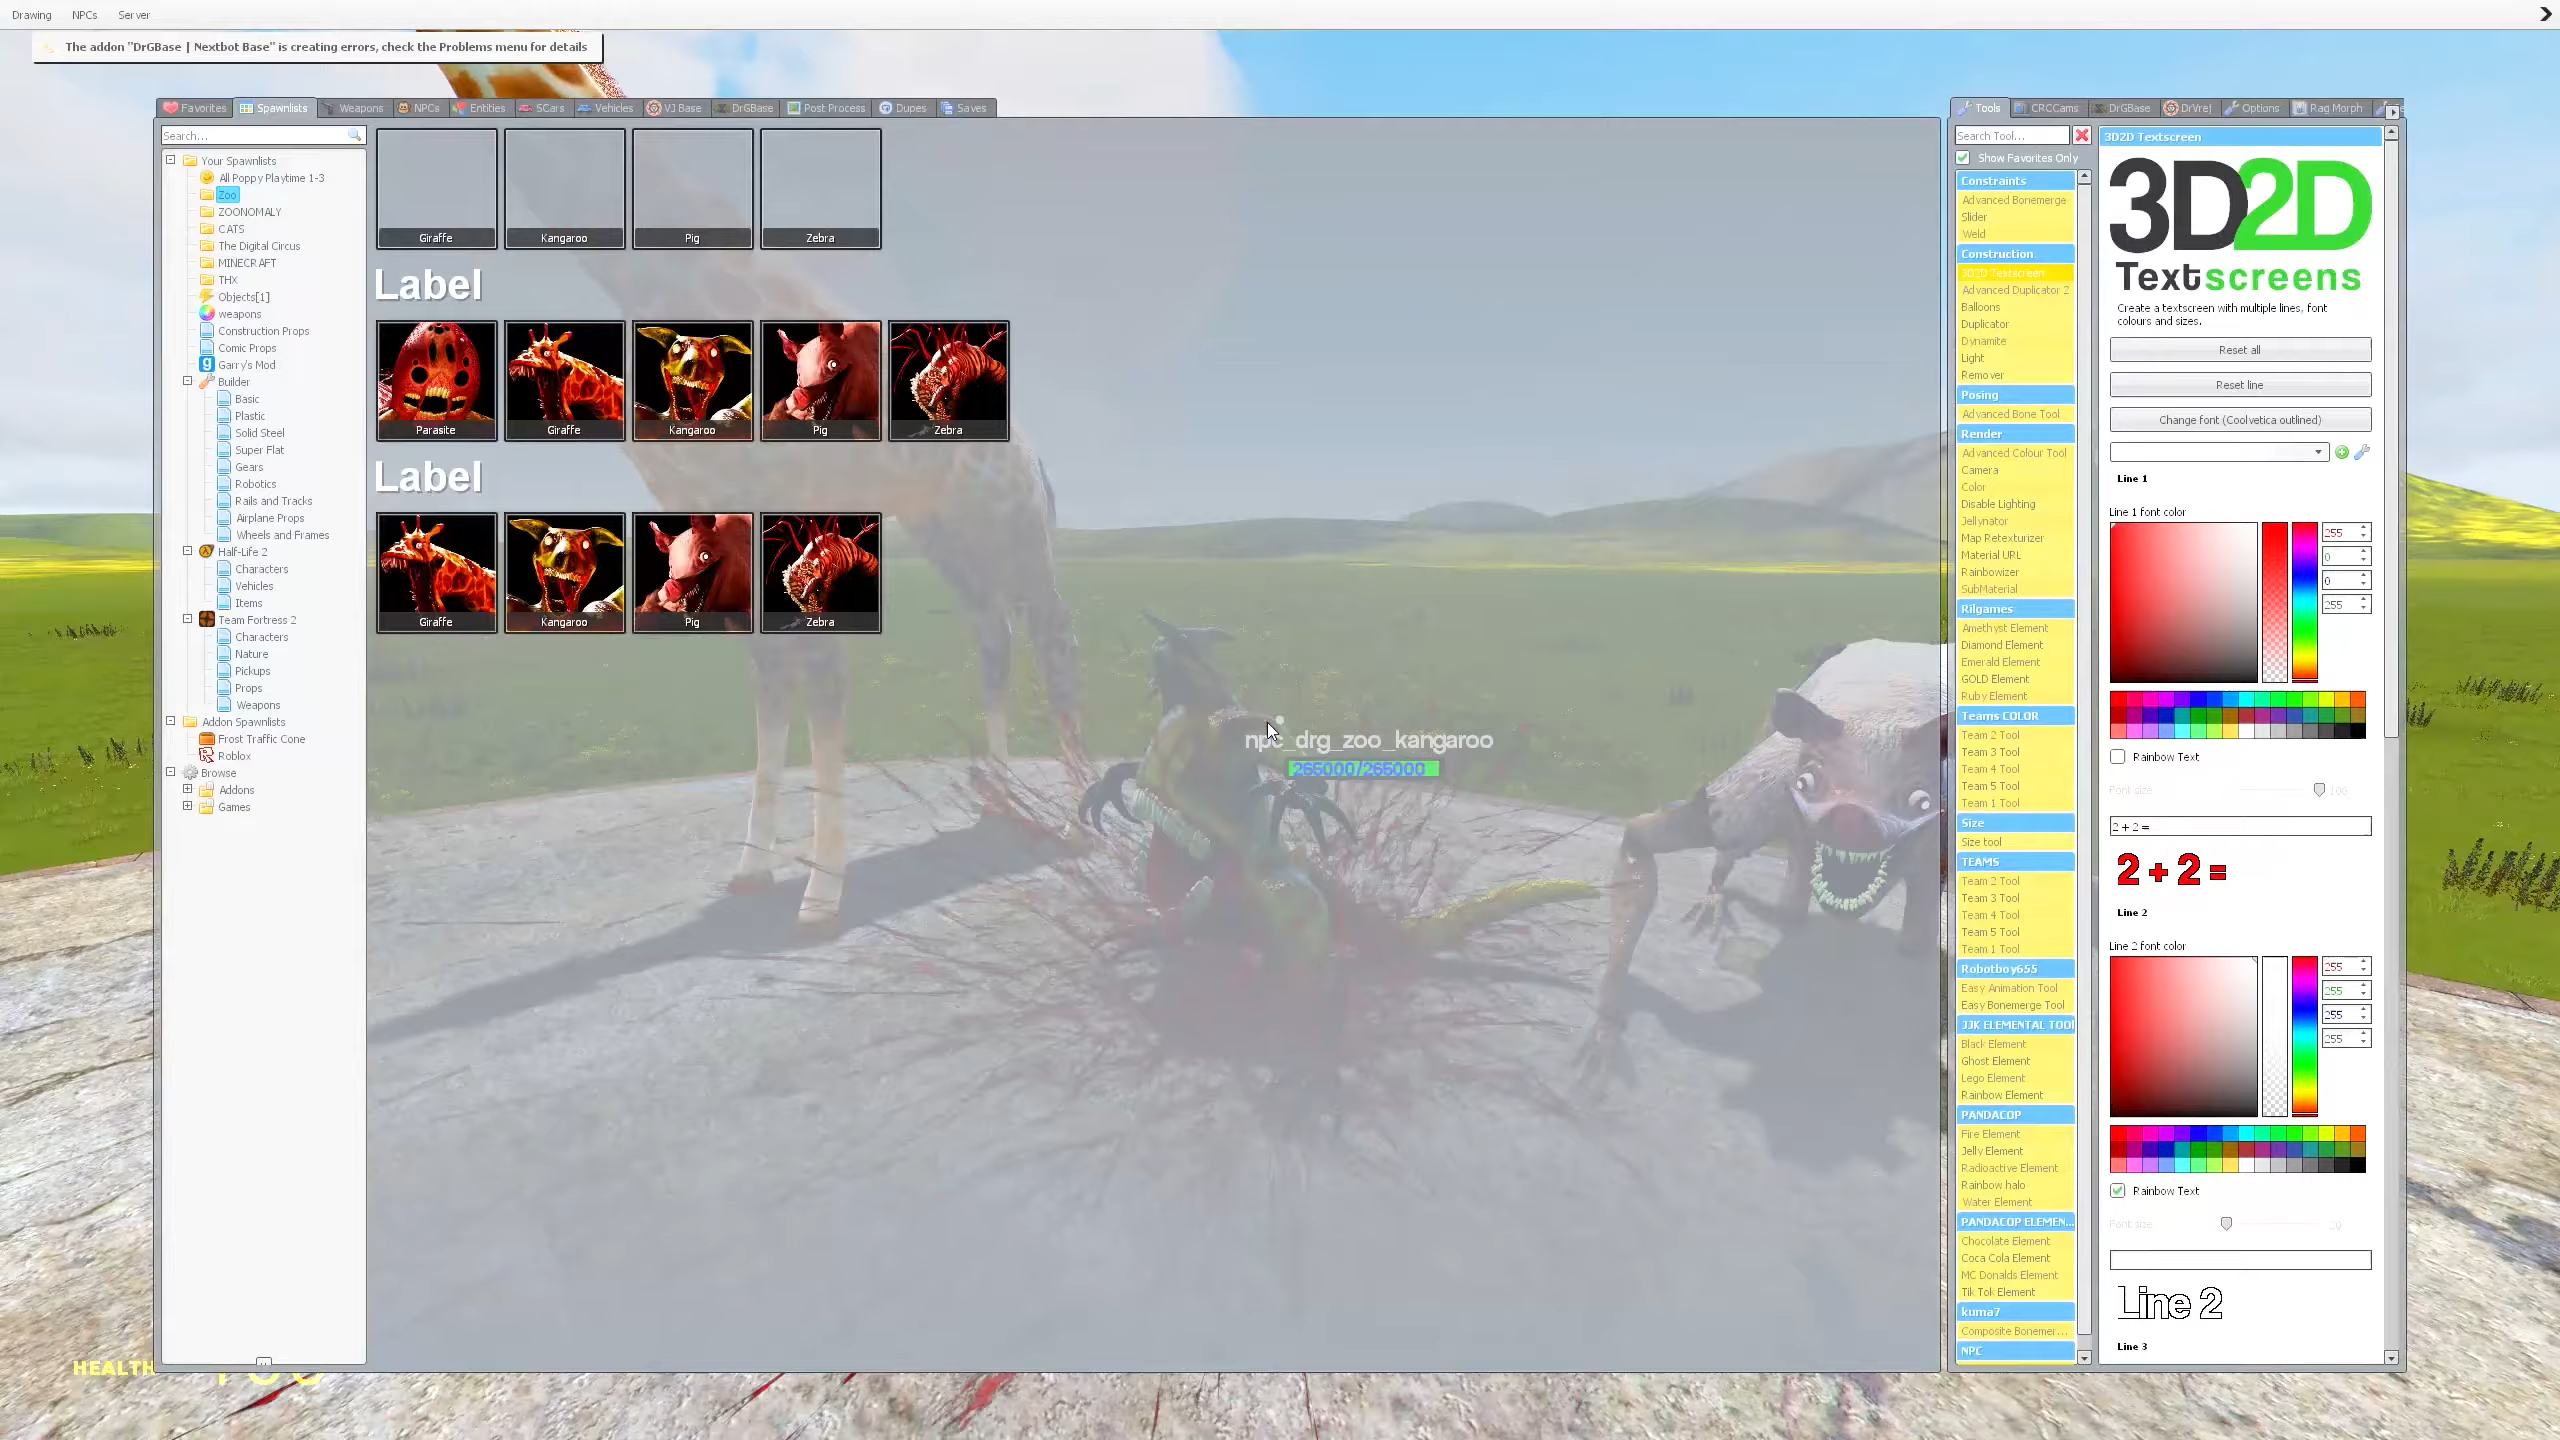 Drawing NPCs Server
The addon "DrGBase | Nextbot Base" is creating errors, check the Problems menu for details
Favorites Spawnlists Weapons NPCs Entities SCars Vehicles VJ Base DrGBase Post Process Dupes Saves
Search...
Your Spawnlists
All Poppy Playtime 1-3
Zoo
ZOONOMALY
CATS
The Digital Circus
MINECRAFT
THX
Objects[1]
weapons
Construction Props
Comic Props
Garry's Mod
Builder
Basic
Plastic
Solid Steel
Super Flat
Gears
Robotics
Rails and Tracks
Airplane Props
Wheels and Frames
Half-Life 2
Characters
Vehicles
Items
Team Fortress 2
Characters
Nature
Pickups
Props
Weapons
Addon Spawnlists
Frost Traffic Cone
Roblox
Browse
Addons
Games
Giraffe Kangaroo Pig Zebra
Label
Parasite Giraffe Kangaroo Pig Zebra
Label
Giraffe Kangaroo Pig Zebra
npc_drg_zoo_kangaroo
265000/265000
HEALTH
Tools CRCCams DrGBase DrVrej Options Rag Morph
Search Tool...
Show Favorites Only
Constraints
Advanced Bonemerge
Slider
Weld
Construction
3D2D Textscreen
Advanced Duplicator 2
Balloons
Duplicator
Dynamite
Light
Remover
Posing
Advanced Bone Tool
Render
Advanced Colour Tool
Camera
Color
Disable Lighting
Jellynator
Map Retexturizer
Material URL
Rainbowizer
SubMaterial
Rilgames
Amethyst Element
Diamond Element
Emerald Element
GOLD Element
Ruby Element
Teams COLOR
Team 2 Tool
Team 3 Tool
Team 4 Tool
Team 5 Tool
Team 1 Tool
Size
Size tool
TEAMS
Team 2 Tool
Team 3 Tool
Team 4 Tool
Team 5 Tool
Team 1 Tool
Robotboy655
Easy Animation Tool
Easy Bonemerge Tool
JJK ELEMENTAL TOOL
Black Element
Ghost Element
Lego Element
Rainbow Element
PANDACOP
Fire Element
Jelly Element
Radioactive Element
Rainbow halo
Water Element
PANDACOP ELEMEN...
Chocolate Element
Coca Cola Element
MC Donalds Element
Tik Tok Element
kuma7
Composite Bonemer...
NPC
3D2D Textscreen
3D2D
Textscreens
Create a textscreen with multiple lines, font
colours and sizes.
Reset all
Reset line
Change font (Coolvetica outlined)
Line 1
Line 1 font color
255
0
0
255
Rainbow Text
Font size 100
2 + 2 =
2 + 2 =
Line 2
Line 2 font color
255
255
255
255
Rainbow Text
Font size
Line 2
Line 3